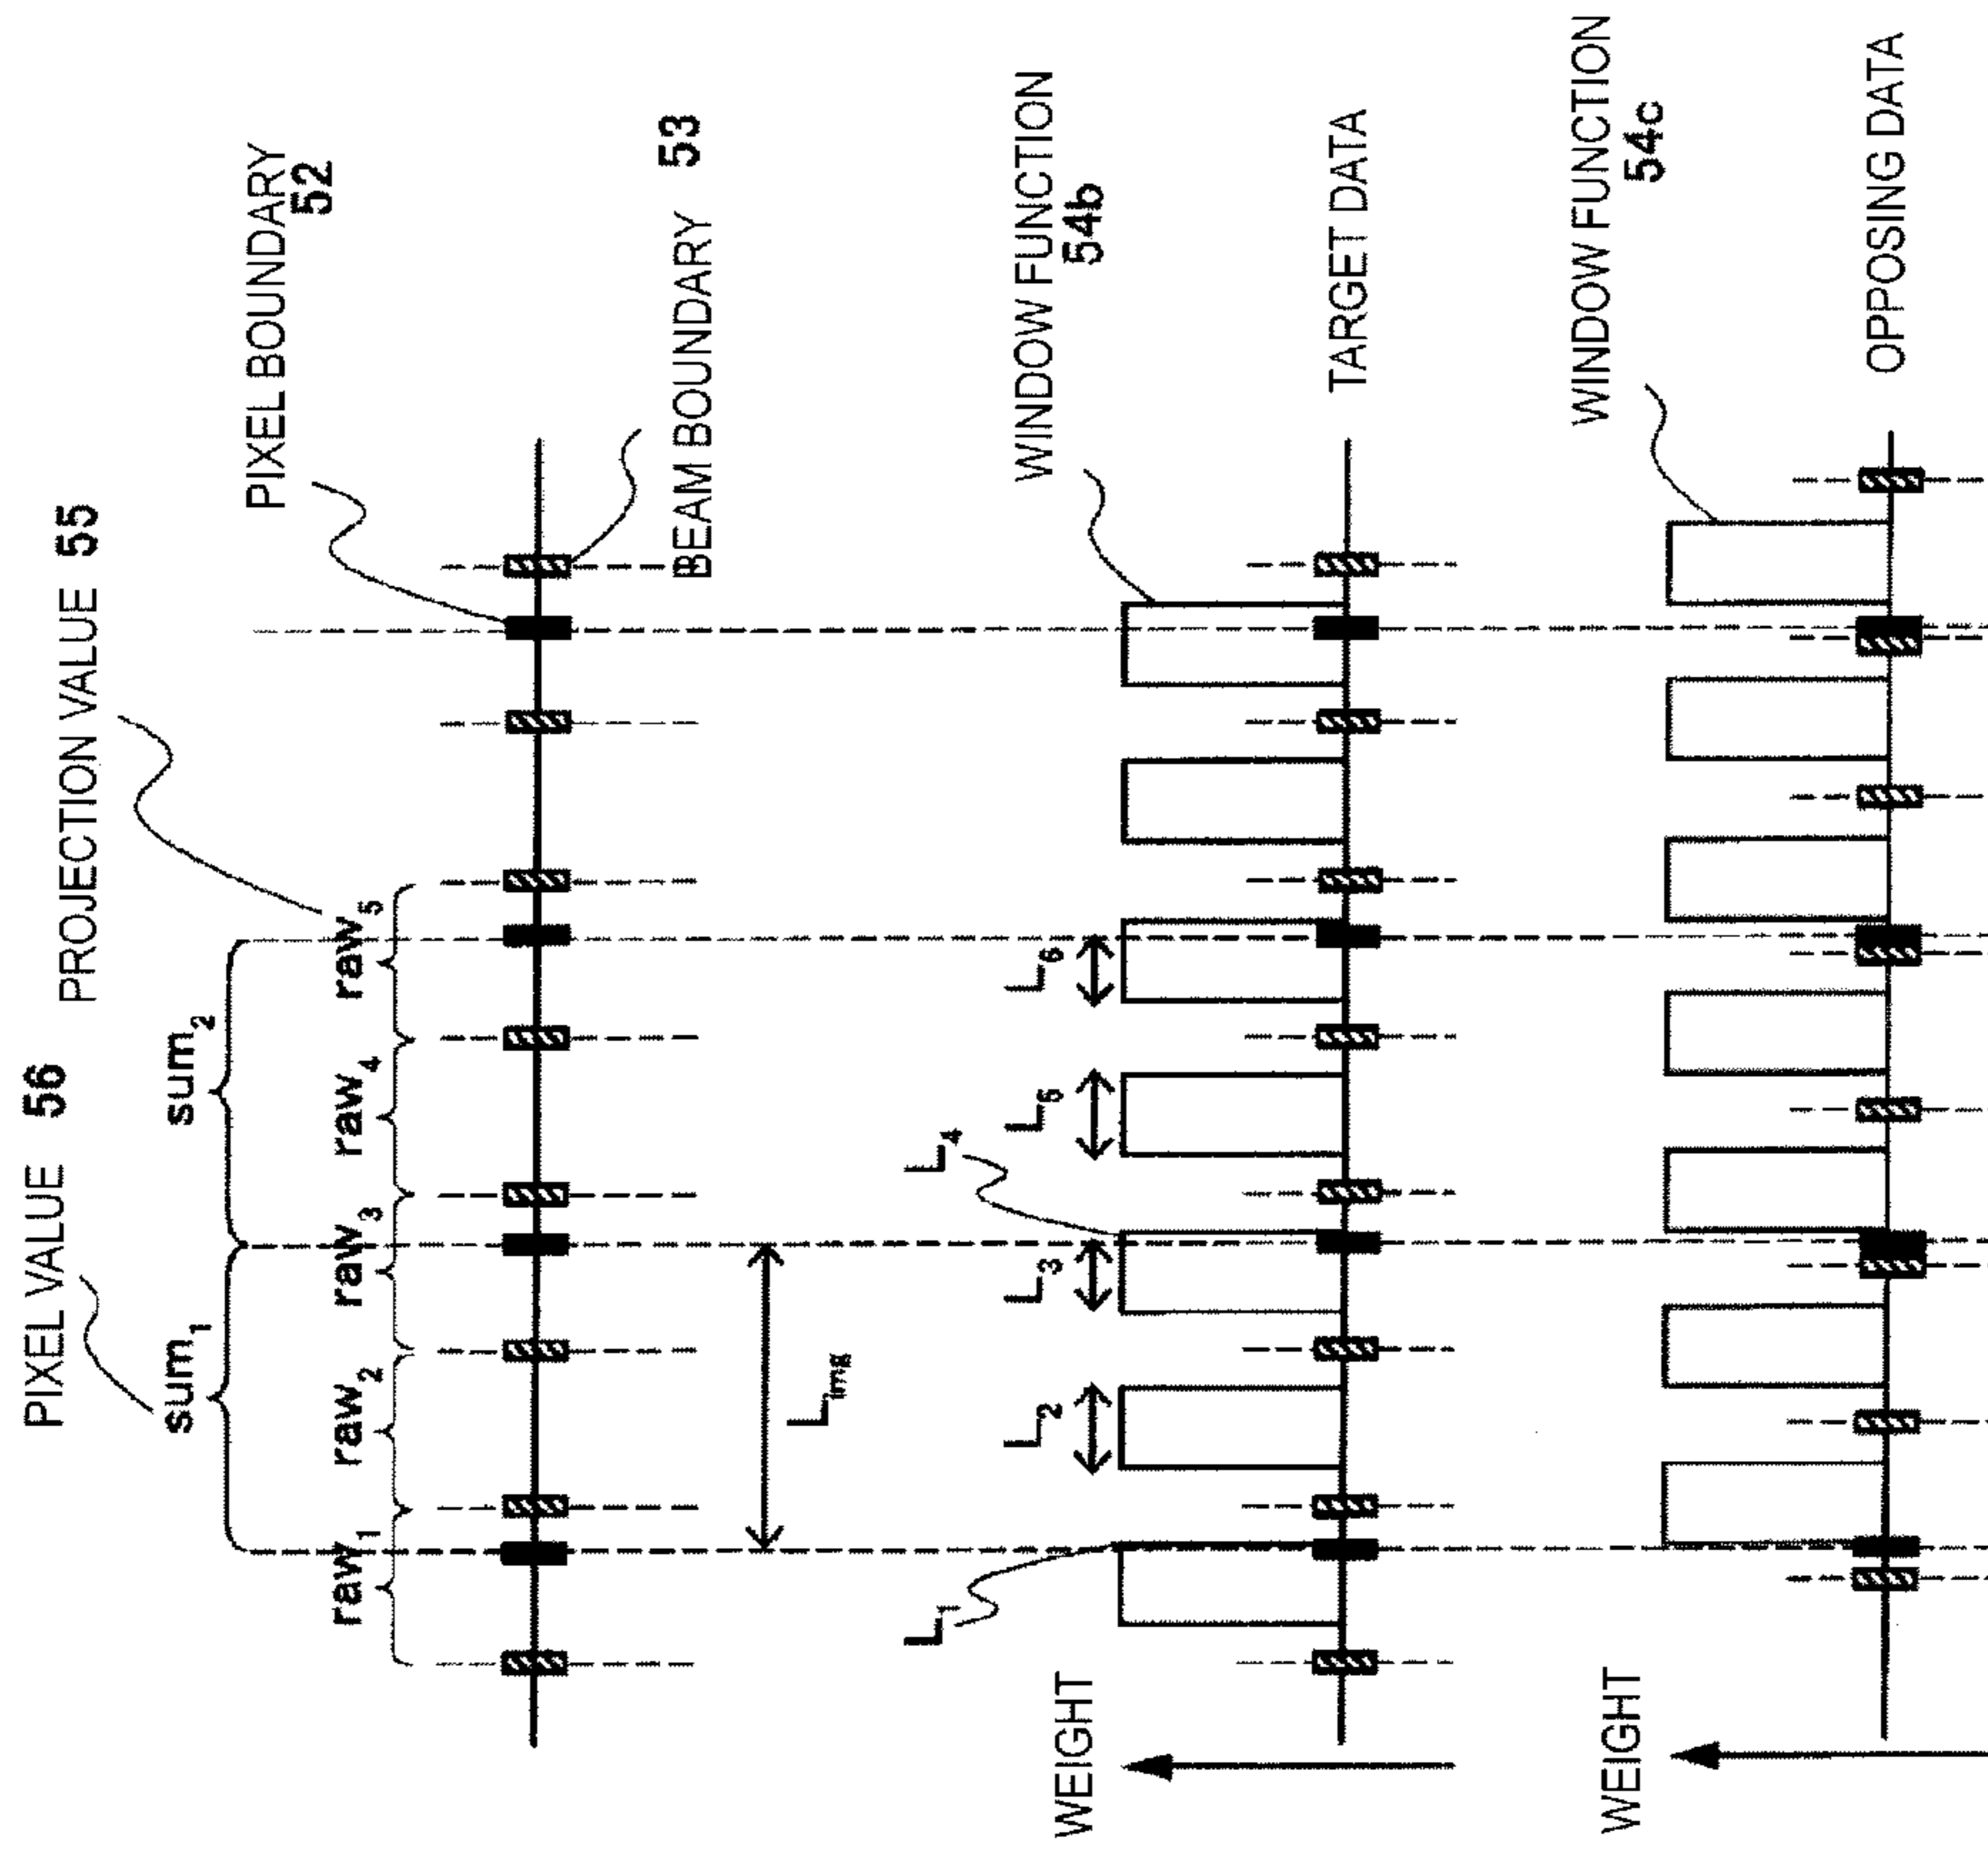 PIXEL VALUE 56
PROJECTION VALUE 55
sum1 sum2
PIXEL BOUNDARY
52
raw1 raw2 raw3 raw4 raw5
BEAM BOUNDARY 53
Limg
L1 L4
L2 L3 L5 L6
WINDOW FUNCTION
54b
WEIGHT
TARGET DATA
WINDOW FUNCTION
54c
WEIGHT
OPPOSING DATA